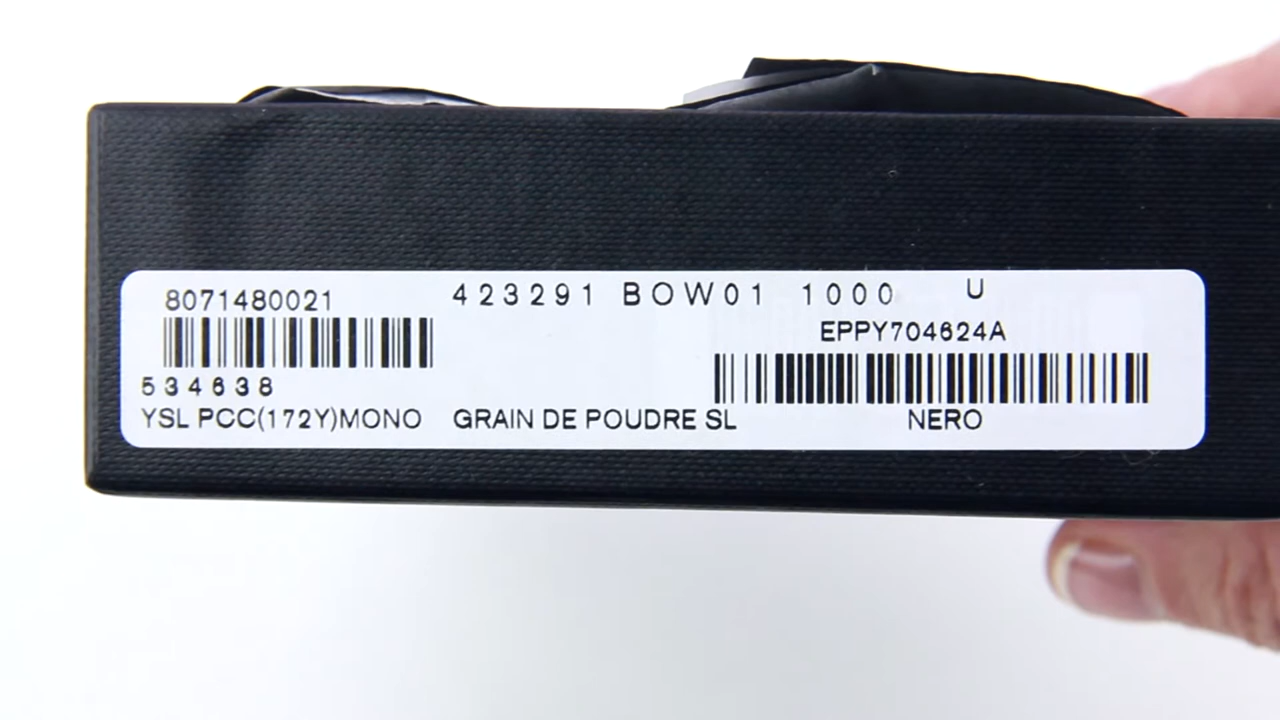 8071480021
423291 BOW01 1000 U
EPPY704624A
534638
YSL PCC(172Y)MONO GRAIN DE POUDRE SL NERO